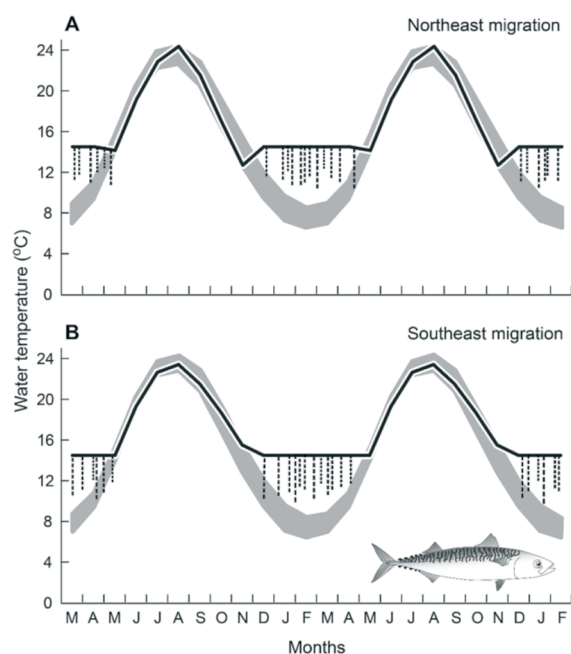 A Northeast migration
24
20
16
12
8
4
0
Water temperature (°C)
B Southeast migration
24
20
16
12
8
4
0
M A M J J A S O N D J F M A M J J A S O N D J F
Months